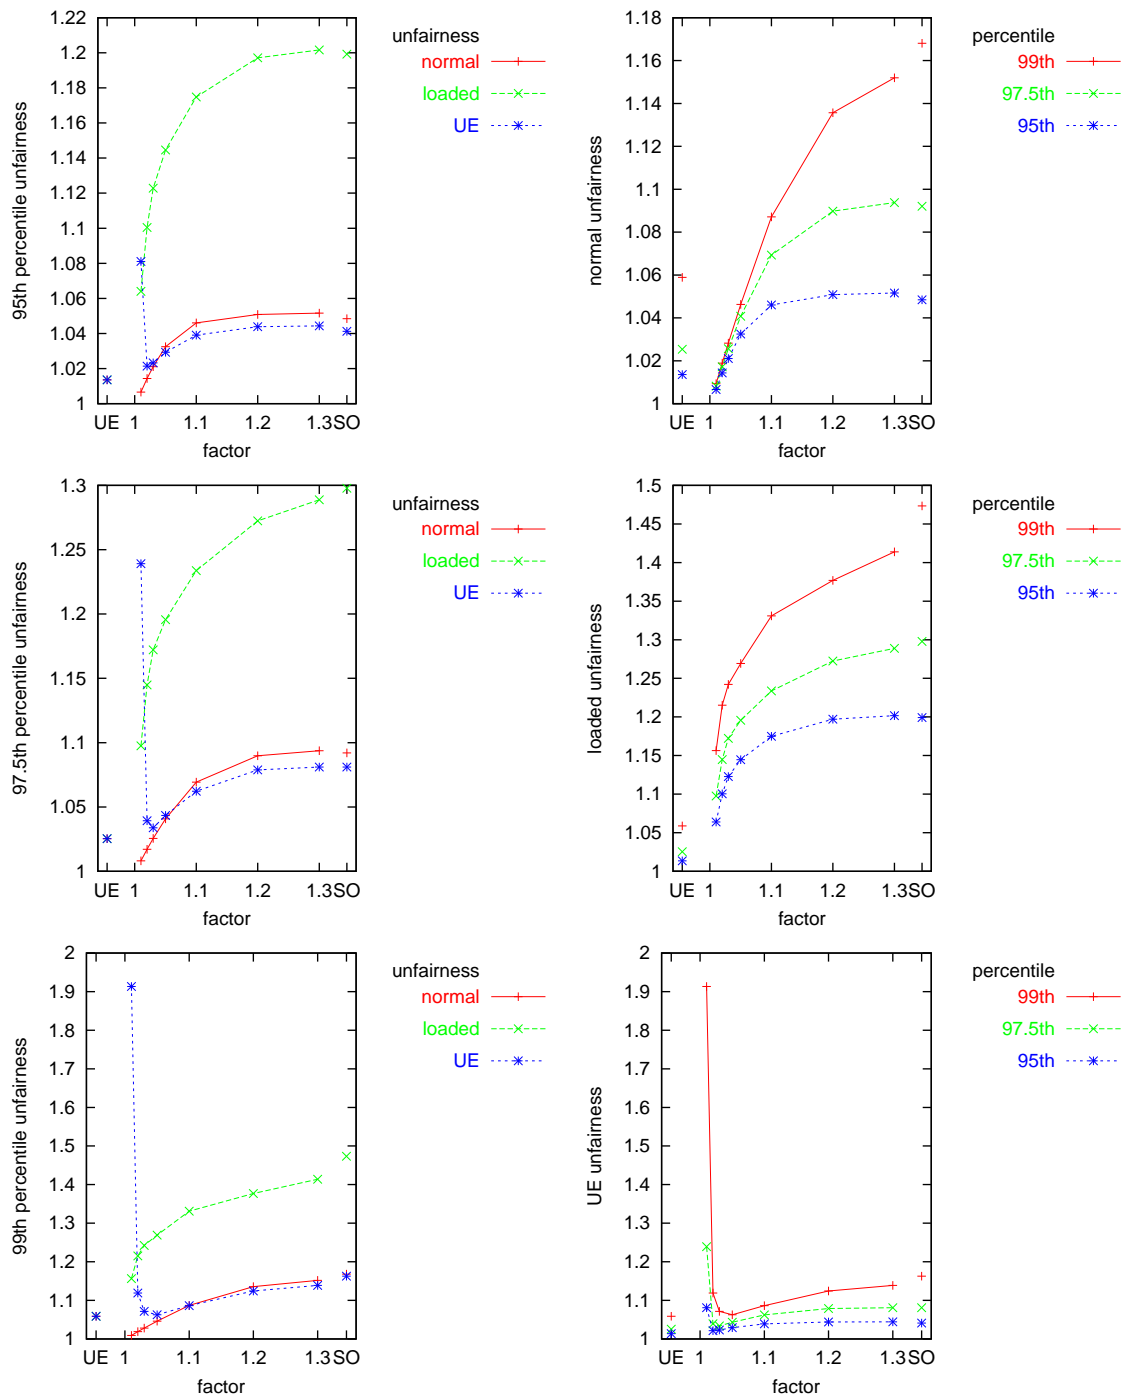 95th percentile unfairness
1.22
1.2
1.18
1.16
1.14
1.12
1.1
1.08
1.06
1.04
1.02
1
UE 1 1.1 1.2 1.3 SO
factor
unfairness
normal
loaded
UE
normal unfairness
1.18
1.16
1.14
1.12
1.1
1.08
1.06
1.04
1.02
1
UE 1 1.1 1.2 1.3 SO
factor
percentile
99th
97.5th
95th
97.5th percentile unfairness
1.3
1.25
1.2
1.15
1.1
1.05
1
UE 1 1.1 1.2 1.3 SO
factor
unfairness
normal
loaded
UE
loaded unfairness
1.5
1.45
1.4
1.35
1.3
1.25
1.2
1.15
1.1
1.05
1
UE 1 1.1 1.2 1.3 SO
factor
percentile
99th
97.5th
95th
99th percentile unfairness
2
1.9
1.8
1.7
1.6
1.5
1.4
1.3
1.2
1.1
1
UE 1 1.1 1.2 1.3 SO
factor
unfairness
normal
loaded
UE
UE unfairness
2
1.9
1.8
1.7
1.6
1.5
1.4
1.3
1.2
1.1
1
UE 1 1.1 1.2 1.3 SO
factor
percentile
99th
97.5th
95th